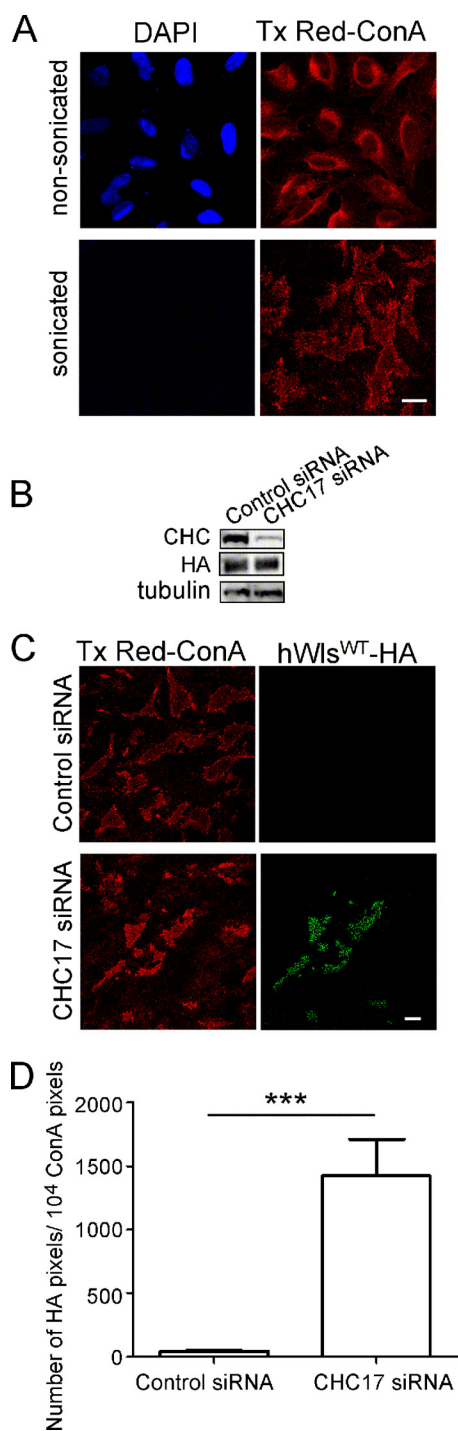 A
DAPI Tx Red-ConA
non-sonicated
sonicated
B
Control siRNA
CHC17 siRNA
CHC
HA
tubulin
C
Tx Red-ConA hWls^WT-HA
Control siRNA
CHC17 siRNA
D
Number of HA pixels/ 10⁴ ConA pixels
2000
1500
1000
500
0
***
Control siRNA CHC17 siRNA